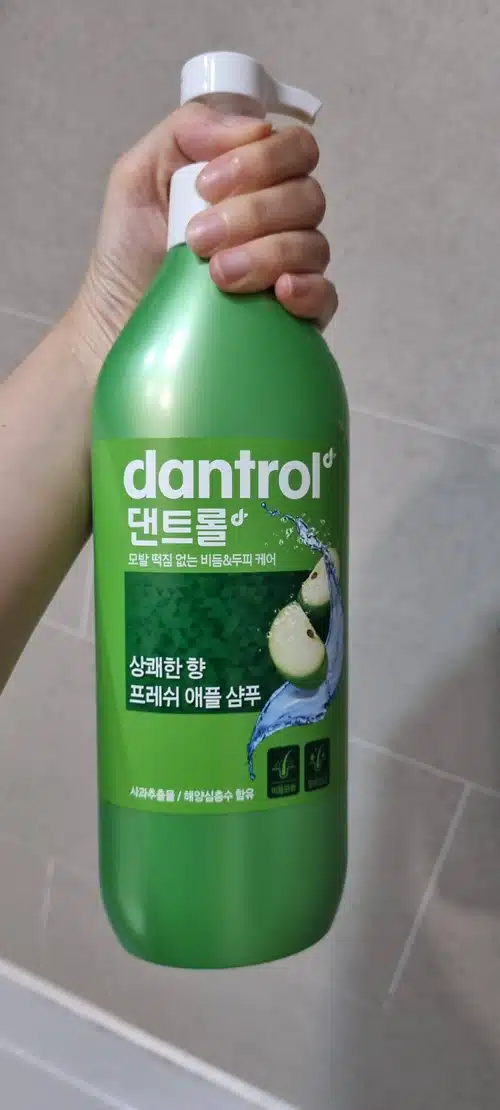 dantrol
댄트롤
모발 떡짐 없는 비듬&두피 케어
상쾌한 향
프레쉬 애플 샴푸
사과추출물 / 해양심층수 함유